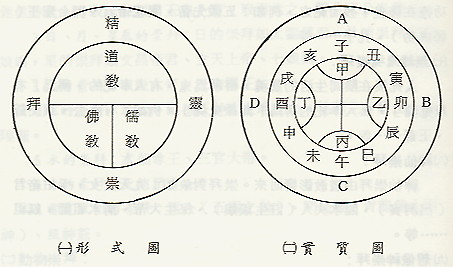 精
靈
崇
拜
道教
儒教
佛教
(一)形式圖
A
B
C
D
子
丑
寅
卯
辰
巳
午
未
申
酉
戌
亥
甲
乙
丙
丁
(二)實質圖